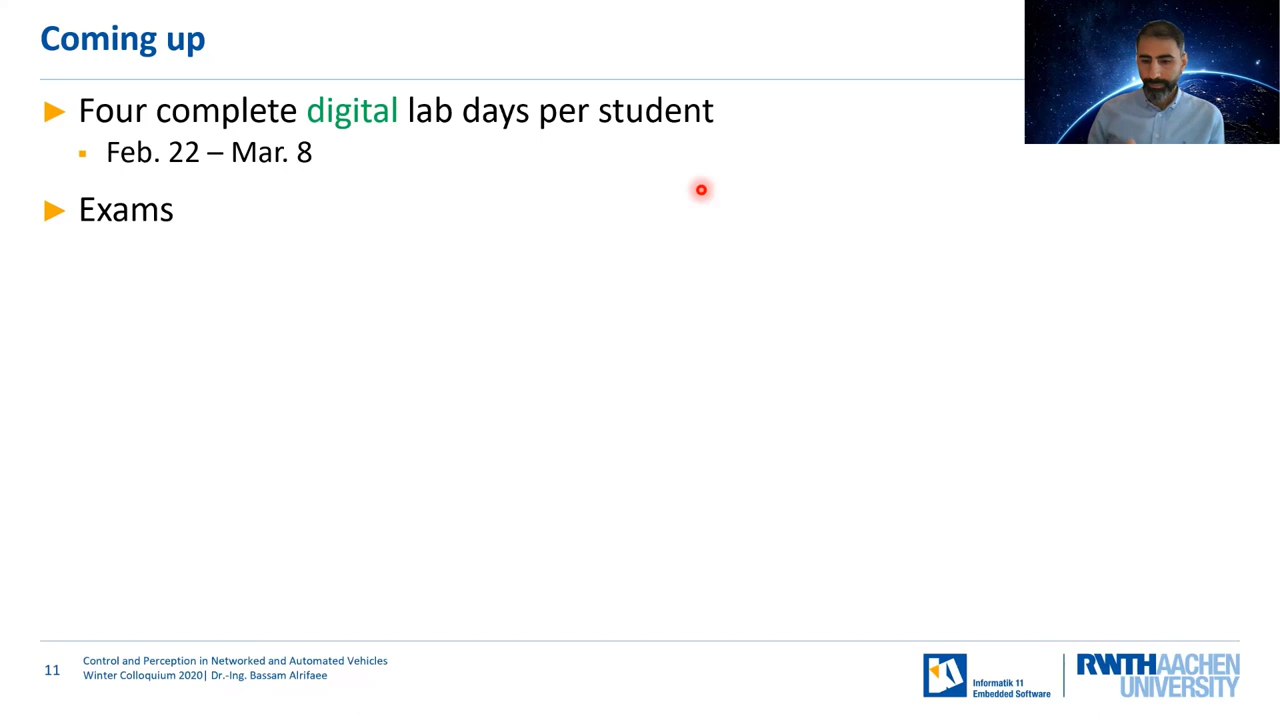 Coming up
Four complete digital lab days per student
Feb. 22 – Mar. 8
Exams
11
Control and Perception in Networked and Automated Vehicles
Winter Colloquium 2020| Dr.-Ing. Bassam Alrifaee
Informatik 11
Embedded Software
RWTHAACHEN
UNIVERSITY